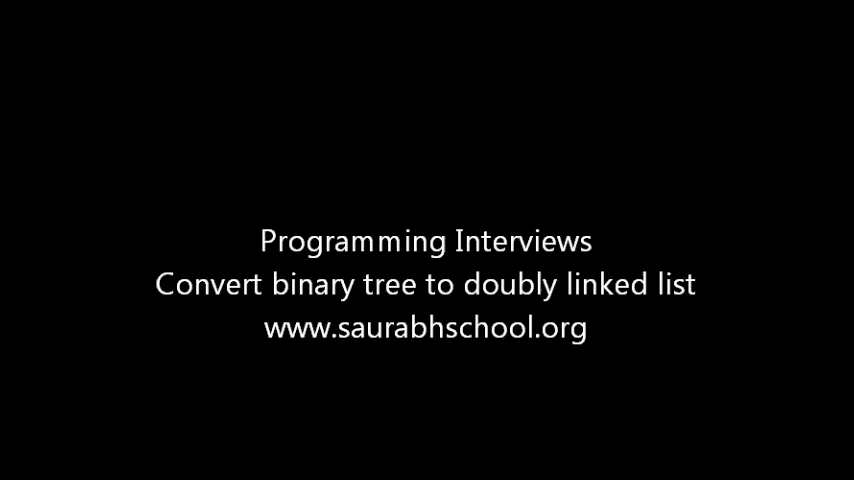 Programming Interviews
Convert binary tree to doubly linked list
www.saurabhschool.org